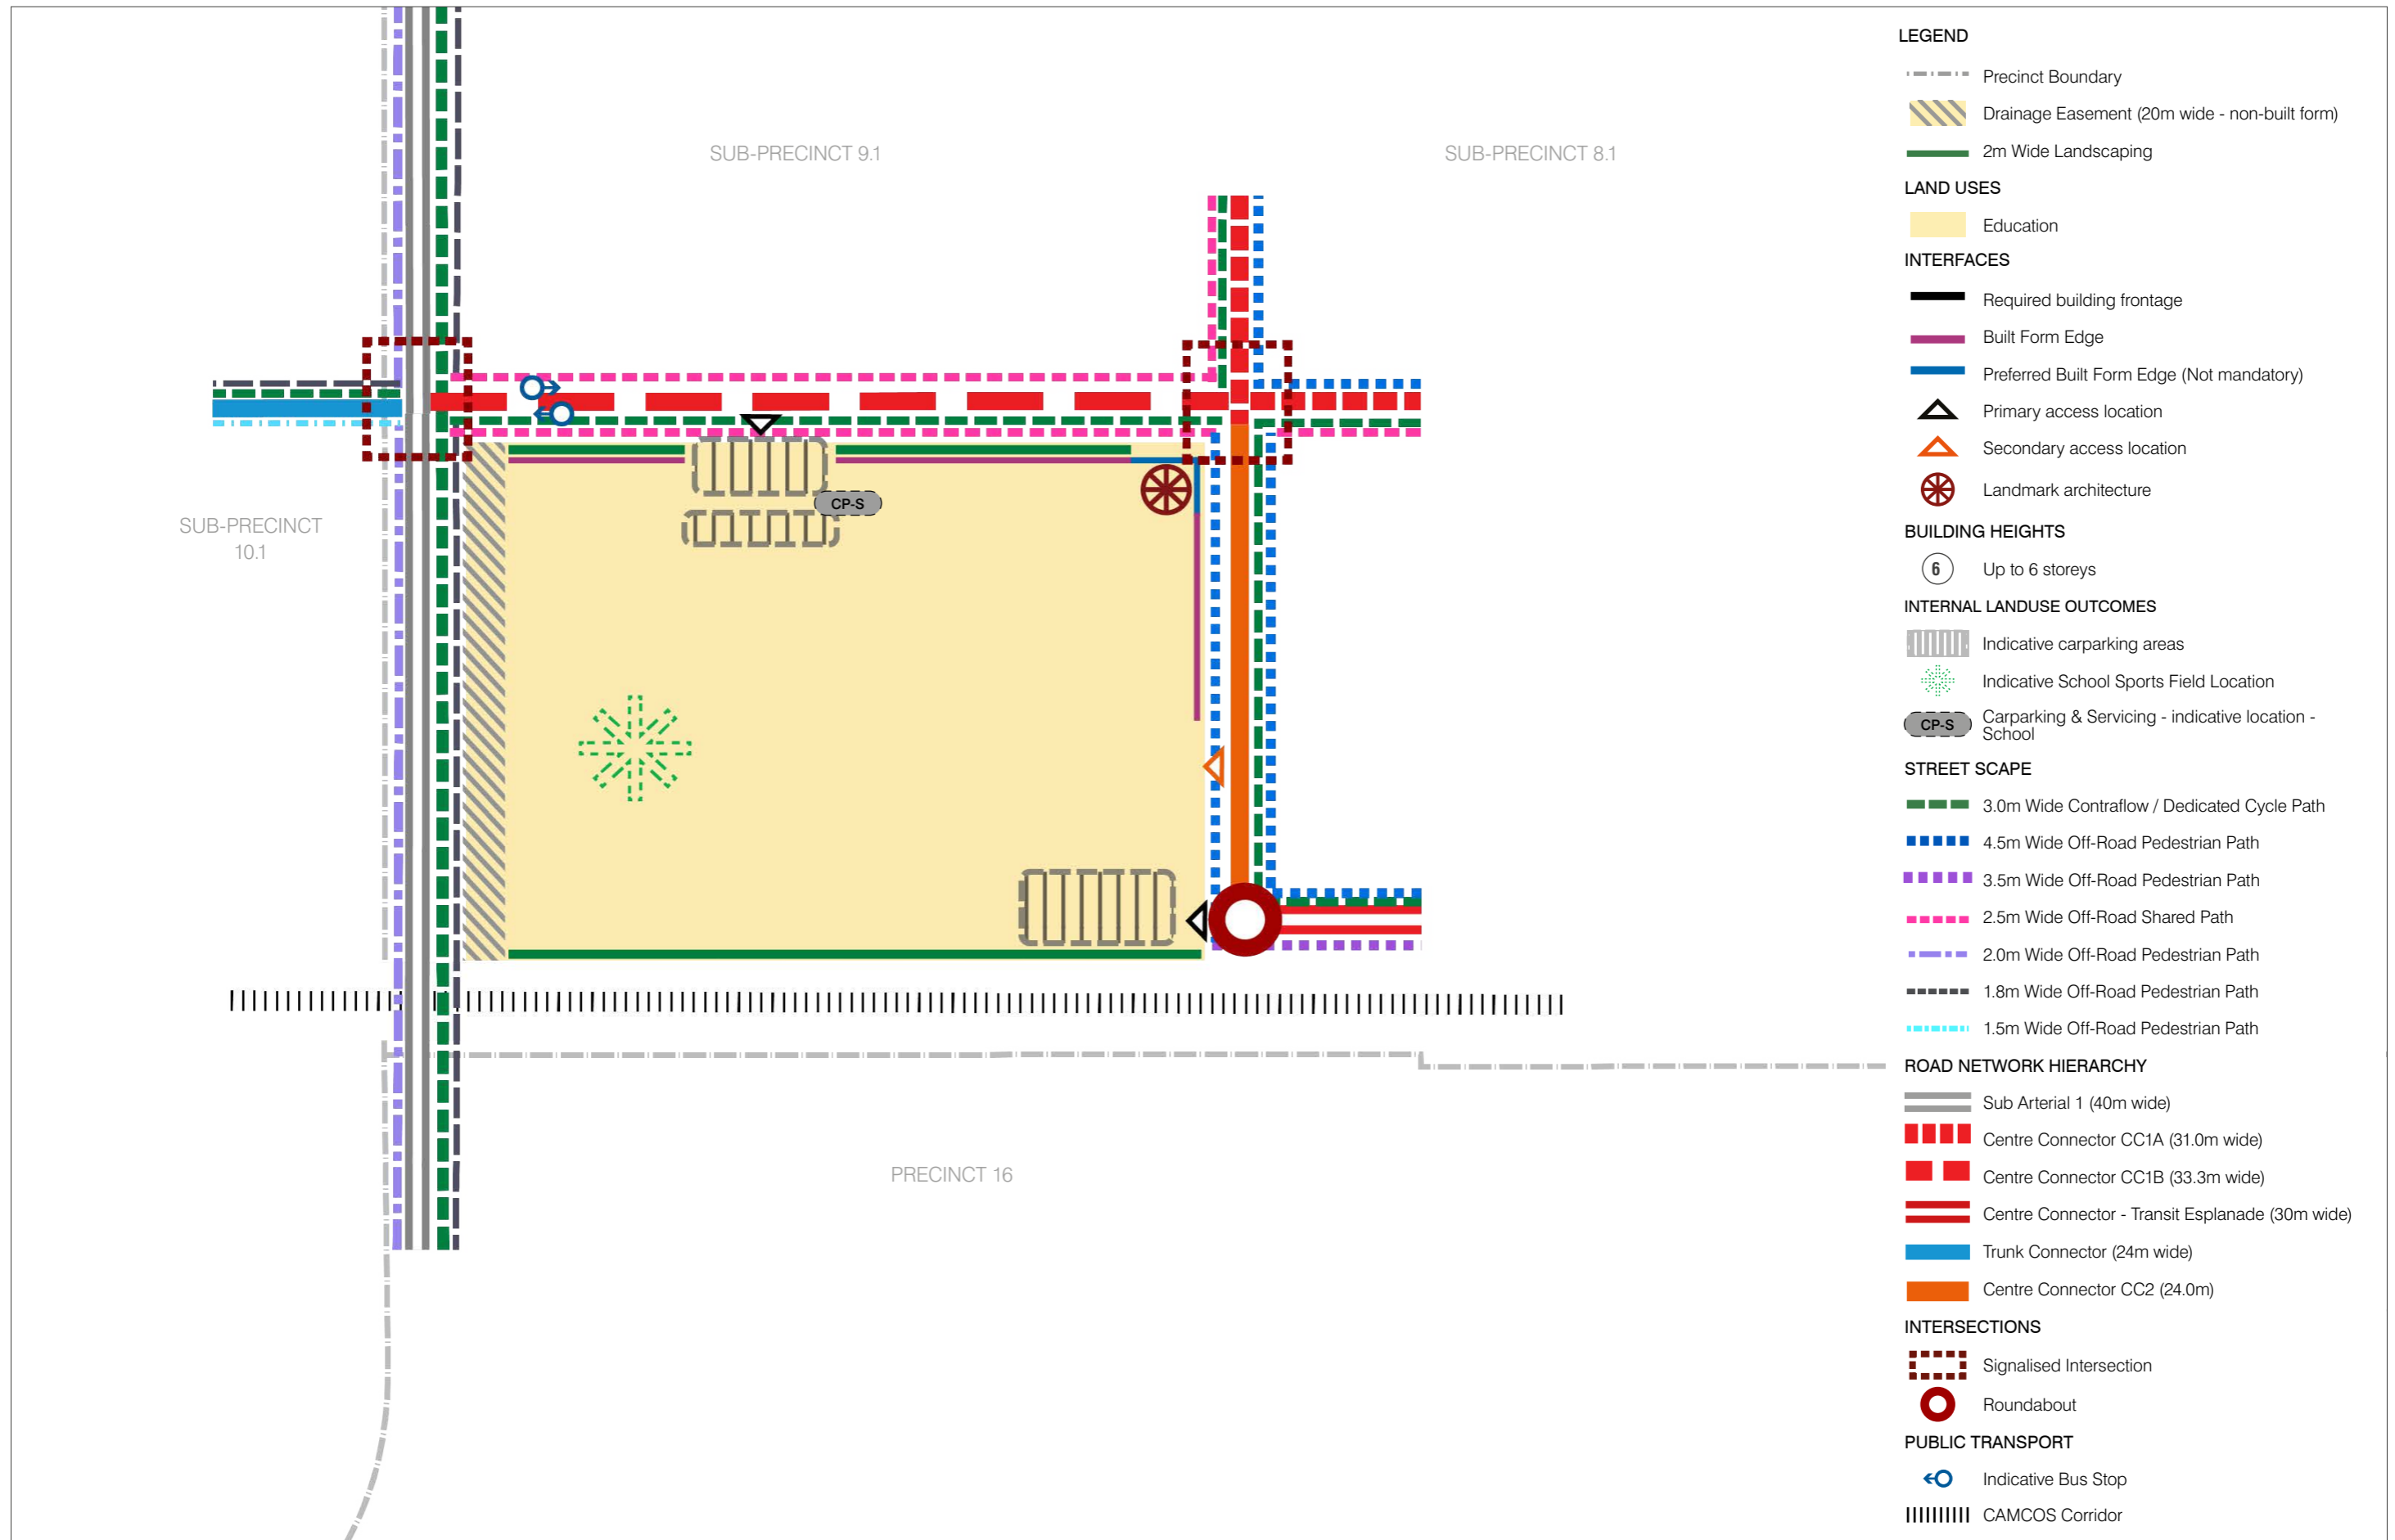 SUB-PRECINCT 9.1
SUB-PRECINCT 8.1
SUB-PRECINCT
10.1
CP-S
PRECINCT 16
LEGEND
Precinct Boundary
Drainage Easement (20m wide - non-built form)
2m Wide Landscaping
LAND USES
Education
INTERFACES
Required building frontage
Built Form Edge
Preferred Built Form Edge (Not mandatory)
Primary access location
Secondary access location
Landmark architecture
BUILDING HEIGHTS
6 Up to 6 storeys
INTERNAL LANDUSE OUTCOMES
Indicative carparking areas
Indicative School Sports Field Location
CP-S Carparking & Servicing - indicative location -
School
STREET SCAPE
3.0m Wide Contraflow / Dedicated Cycle Path
4.5m Wide Off-Road Pedestrian Path
3.5m Wide Off-Road Pedestrian Path
2.5m Wide Off-Road Shared Path
2.0m Wide Off-Road Pedestrian Path
1.8m Wide Off-Road Pedestrian Path
1.5m Wide Off-Road Pedestrian Path
ROAD NETWORK HIERARCHY
Sub Arterial 1 (40m wide)
Centre Connector CC1A (31.0m wide)
Centre Connector CC1B (33.3m wide)
Centre Connector - Transit Esplanade (30m wide)
Trunk Connector (24m wide)
Centre Connector CC2 (24.0m)
INTERSECTIONS
Signalised Intersection
Roundabout
PUBLIC TRANSPORT
Indicative Bus Stop
CAMCOS Corridor